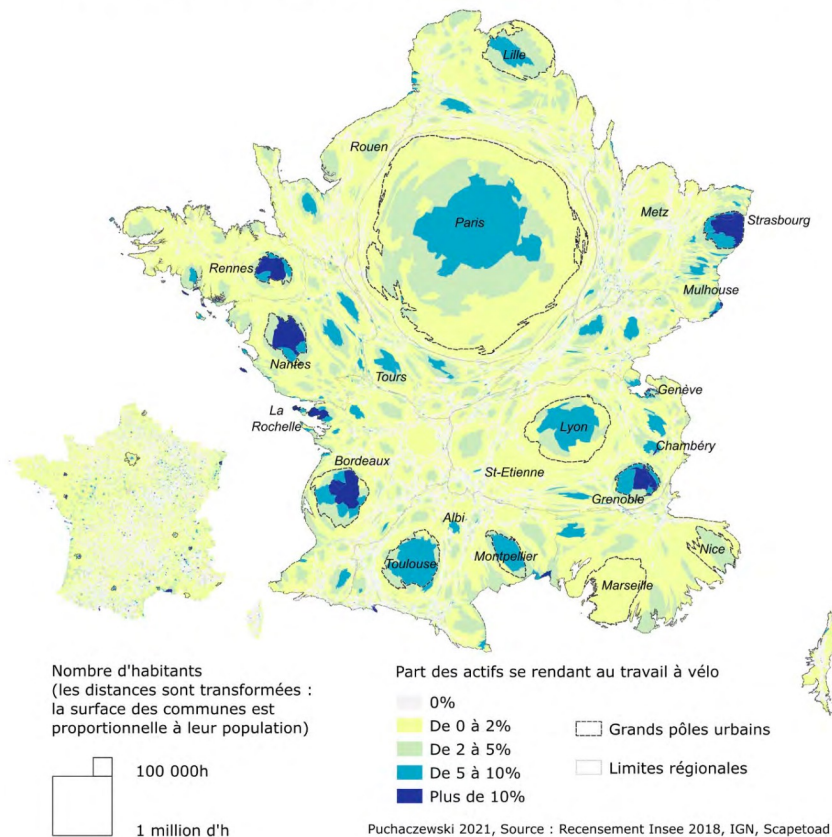 Lille
Rouen
Paris
Metz
Strasbourg
Rennes
Mulhouse
Nantes
Tours
Genève
La
Rochelle
Lyon
Chambéry
Bordeaux
St-Etienne
Grenoble
Albi
Toulouse
Montpellier
Nice
Marseille
Nombre d'habitants
(les distances sont transformées :
la surface des communes est
proportionnelle à leur population)
100 000h
1 million d'h
Part des actifs se rendant au travail à vélo
0%
De 0 à 2%
De 2 à 5%
De 5 à 10%
Plus de 10%
Grands pôles urbains
Limites régionales
Puchaczewski 2021, Source : Recensement Insee 2018, IGN, Scapetoad